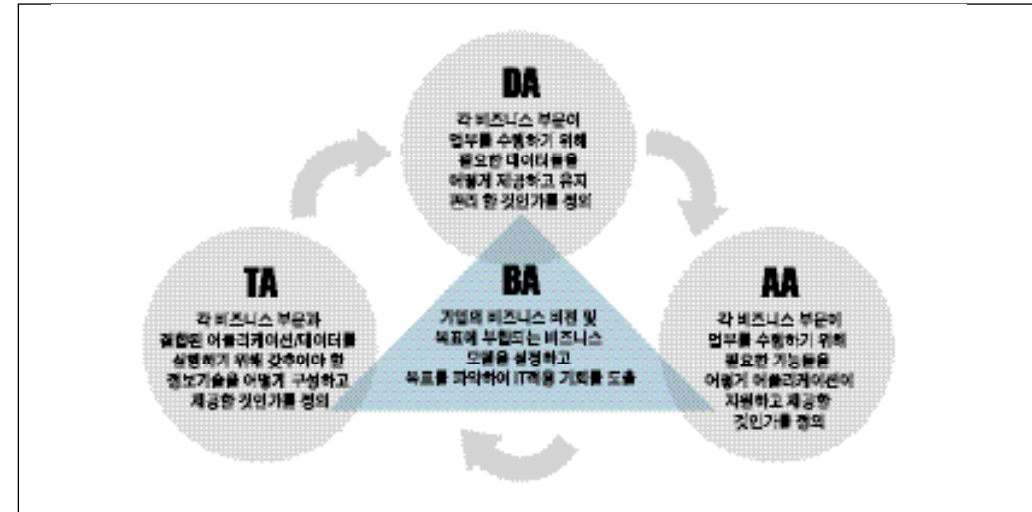 DA
각 비즈니스 부문이
업무를 수행하기 위해
필요한 데이터들을
어떻게 제공하고 유지
관리 할 것인가를 정의
TA
각 비즈니스 부문과
결합된 어플리케이션/데이터를
실행하기 위해 갖추어야 할
정보기술을 어떻게 구성하고
제공할 것인가를 정의
BA
기업의 비즈니스 비전 및
목표에 부합되는 비즈니스
모델을 설정하고
목표를 파악하여 IT적용 기회를 도출
AA
각 비즈니스 부문이
업무를 수행하기 위해
필요한 기능들을
어떻게 어플리케이션이
지원하고 제공할
것인가를 정의